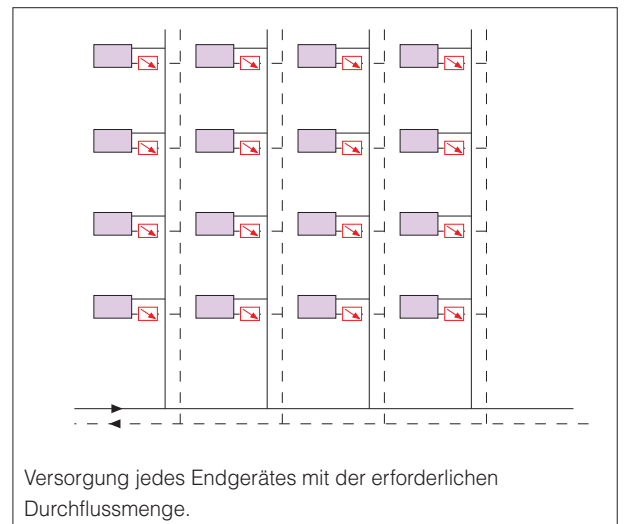 Versorgung jedes Endgerätes mit der erforderlichen
Durchflussmenge.